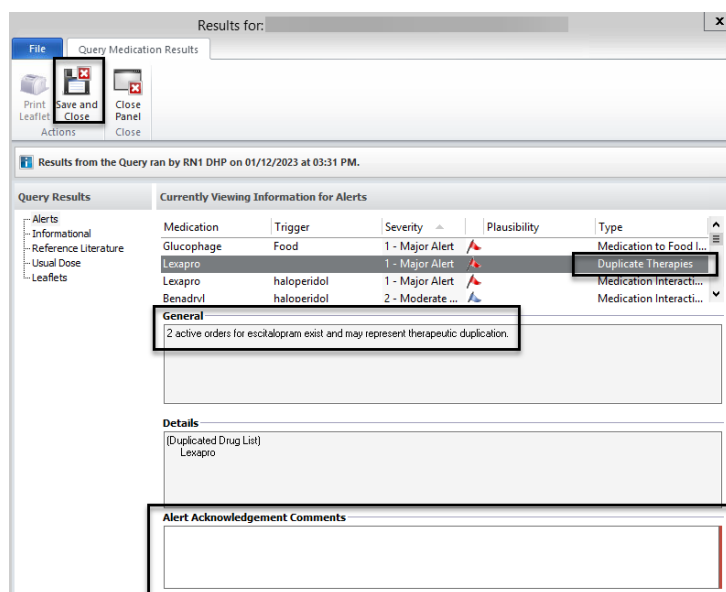 Results for:
x
File
Query Medication Results
Print Leaflet
Save and Close
Close Panel
Actions
Close
Results from the Query ran by RN1 DHP on 01/12/2023 at 03:31 PM.
Query Results
Currently Viewing Information for Alerts
Alerts
Informational
Reference Literature
Usual Dose
Leaflets
Medication Trigger Severity Plausibility Type
Glucophage Food 1 - Major Alert Medication to Food I...
Lexapro 1 - Major Alert Duplicate Therapies
Lexapro haloperidol 1 - Major Alert Medication Interacti...
Benadryl haloperidol 2 - Moderate ... Medication Interacti...
General
2 active orders for escitalopram exist and may represent therapeutic duplication.
Details
(Duplicated Drug List)
Lexapro
Alert Acknowledgement Comments